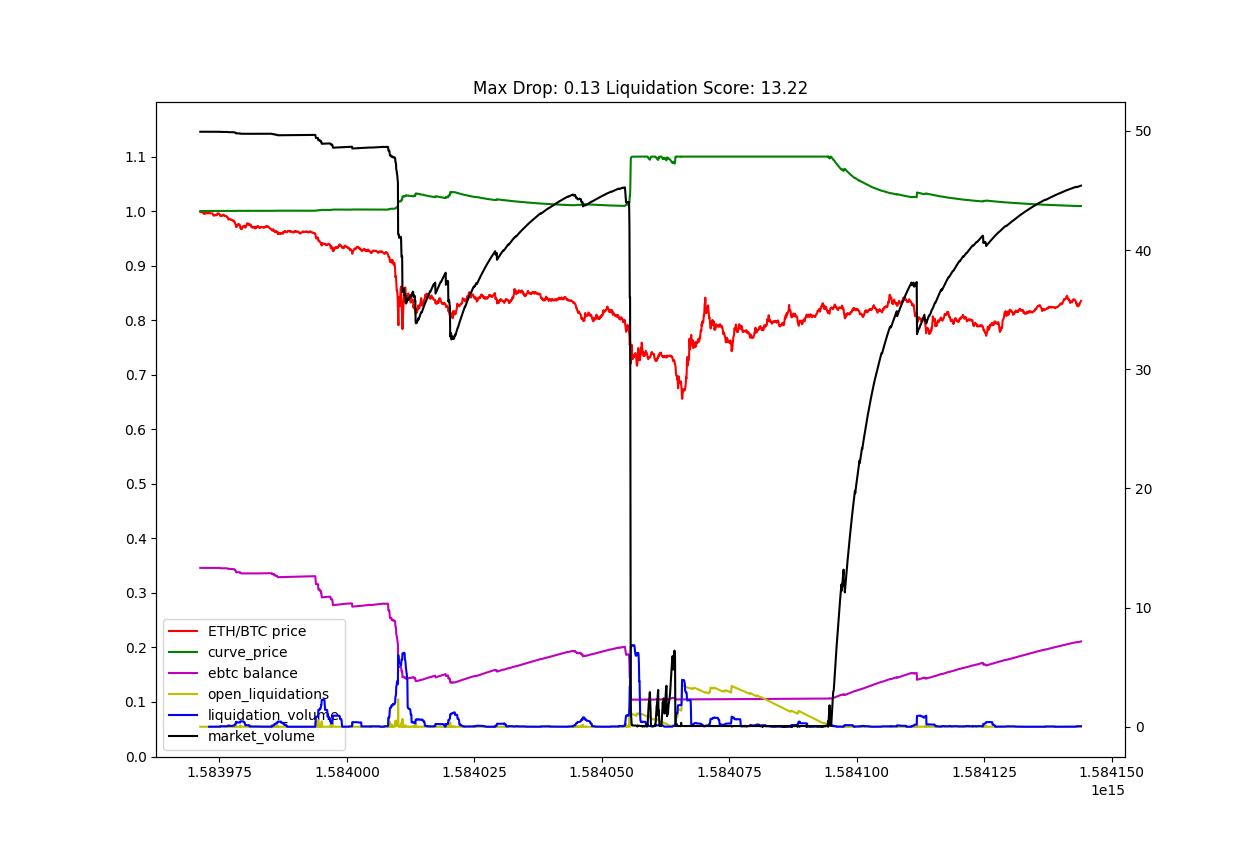 Max Drop: 0.13 Liquidation Score: 13.22
1.1
1.0
0.9
0.8
0.7
0.6
0.5
0.4
0.3
0.2
0.1
0.0
50
40
30
20
10
0
ETH/BTC price
curve_price
ebtc balance
open_liquidations
liquidation_volume
market_volume
1.583975 1.584000 1.584025 1.584050 1.584075 1.584100 1.584125 1.584150
1e15